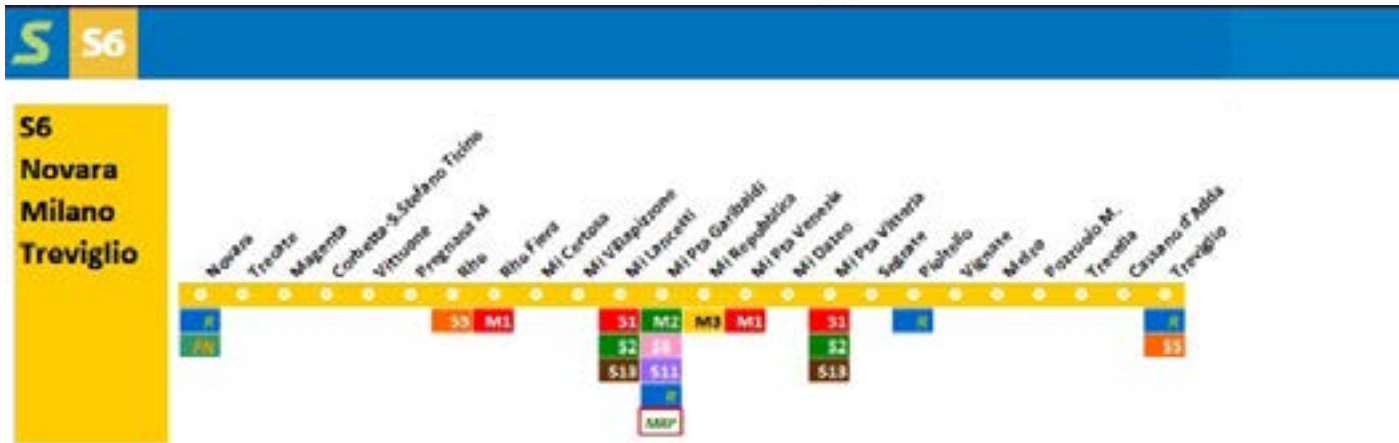 S S6
S6
Novara
Milano
Treviglio
Novara
Trecate
Magenta
Corbetta-S.Stefano Ticino
Vittuone
Pregnana M
Rho
Rho Fiera
MI Certosa
MI Villapizzone
MI Lancetti
MI Pta Garibaldi
MI Repubblica
MI Pta Venezia
MI Dateo
MI Pta Vittoria
Segrate
Pioltello
Vignate
Melzo
Pozzuolo M.
Trecella
Cassano d'Adda
Treviglio
R S5 M1 S1 M2 M3 M1 S1 R R
FN S2 S2 S5
S13 S11 S13
R